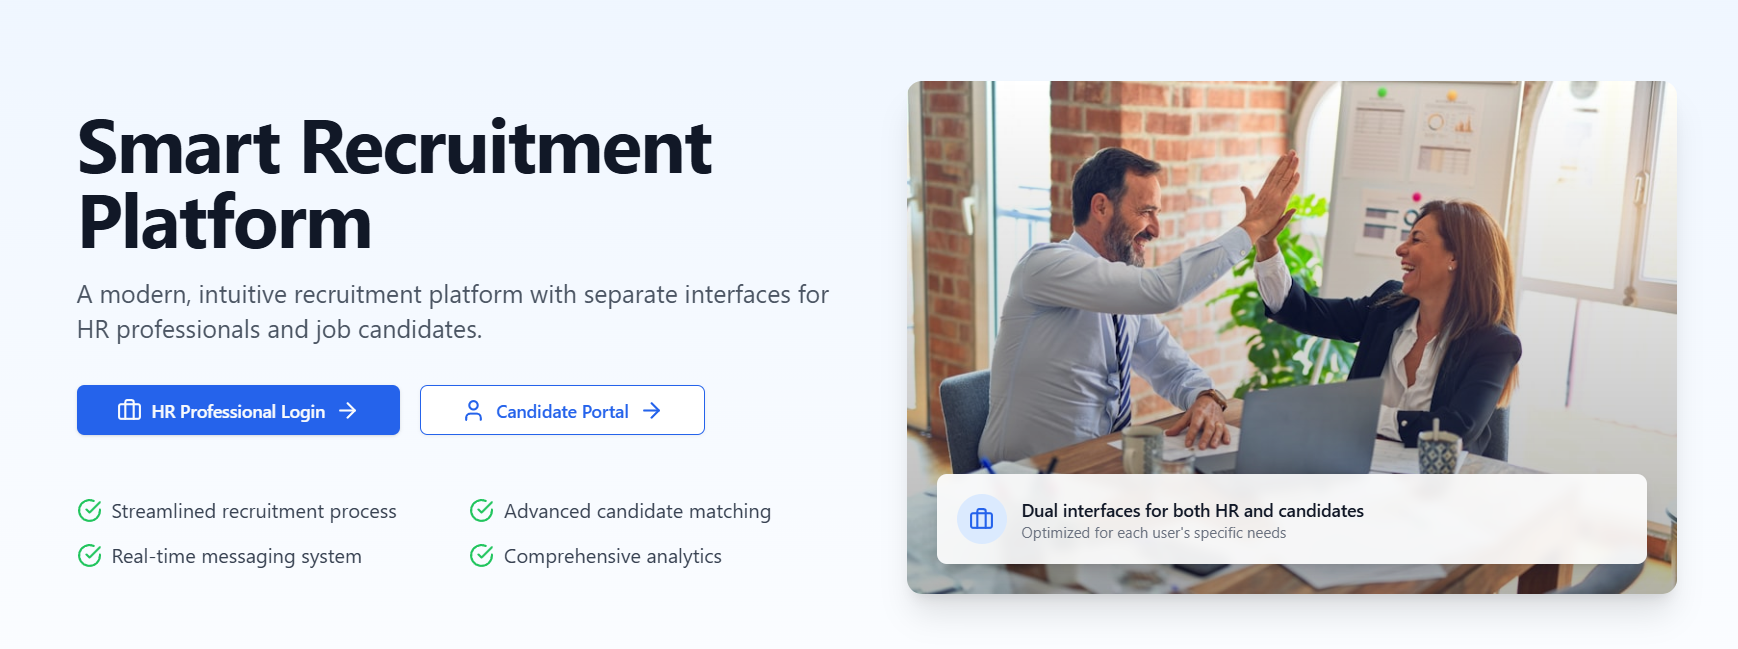 Smart Recruitment
Platform
A modern, intuitive recruitment platform with separate interfaces for
HR professionals and job candidates.
HR Professional Login
Candidate Portal
Streamlined recruitment process
Advanced candidate matching
Real-time messaging system
Comprehensive analytics
Dual interfaces for both HR and candidates
Optimized for each user's specific needs